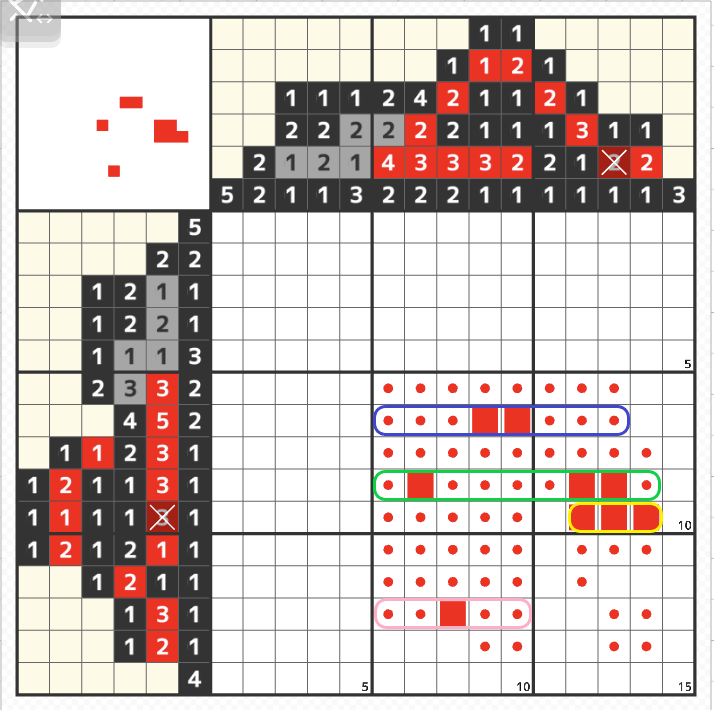 1 1
1 1 2 1
1 1 1 2 4 2 1 1 2 1
2 2 2 2 2 2 1 1 1 3 1 1
2 1 2 1 4 3 3 3 2 2 1 3 2
5 2 1 1 3 2 2 2 1 1 1 1 1 1 3
5
2 2
1 2 1 1
1 2 2 1
1 1 1 3 5
2 3 3 2
4 5 2
1 1 2 3 1
1 2 1 1 3 1
1 1 1 1 3 1 10
1 2 1 2 1 1
1 2 1 1
1 3 1
1 2 1
4 5 10 15